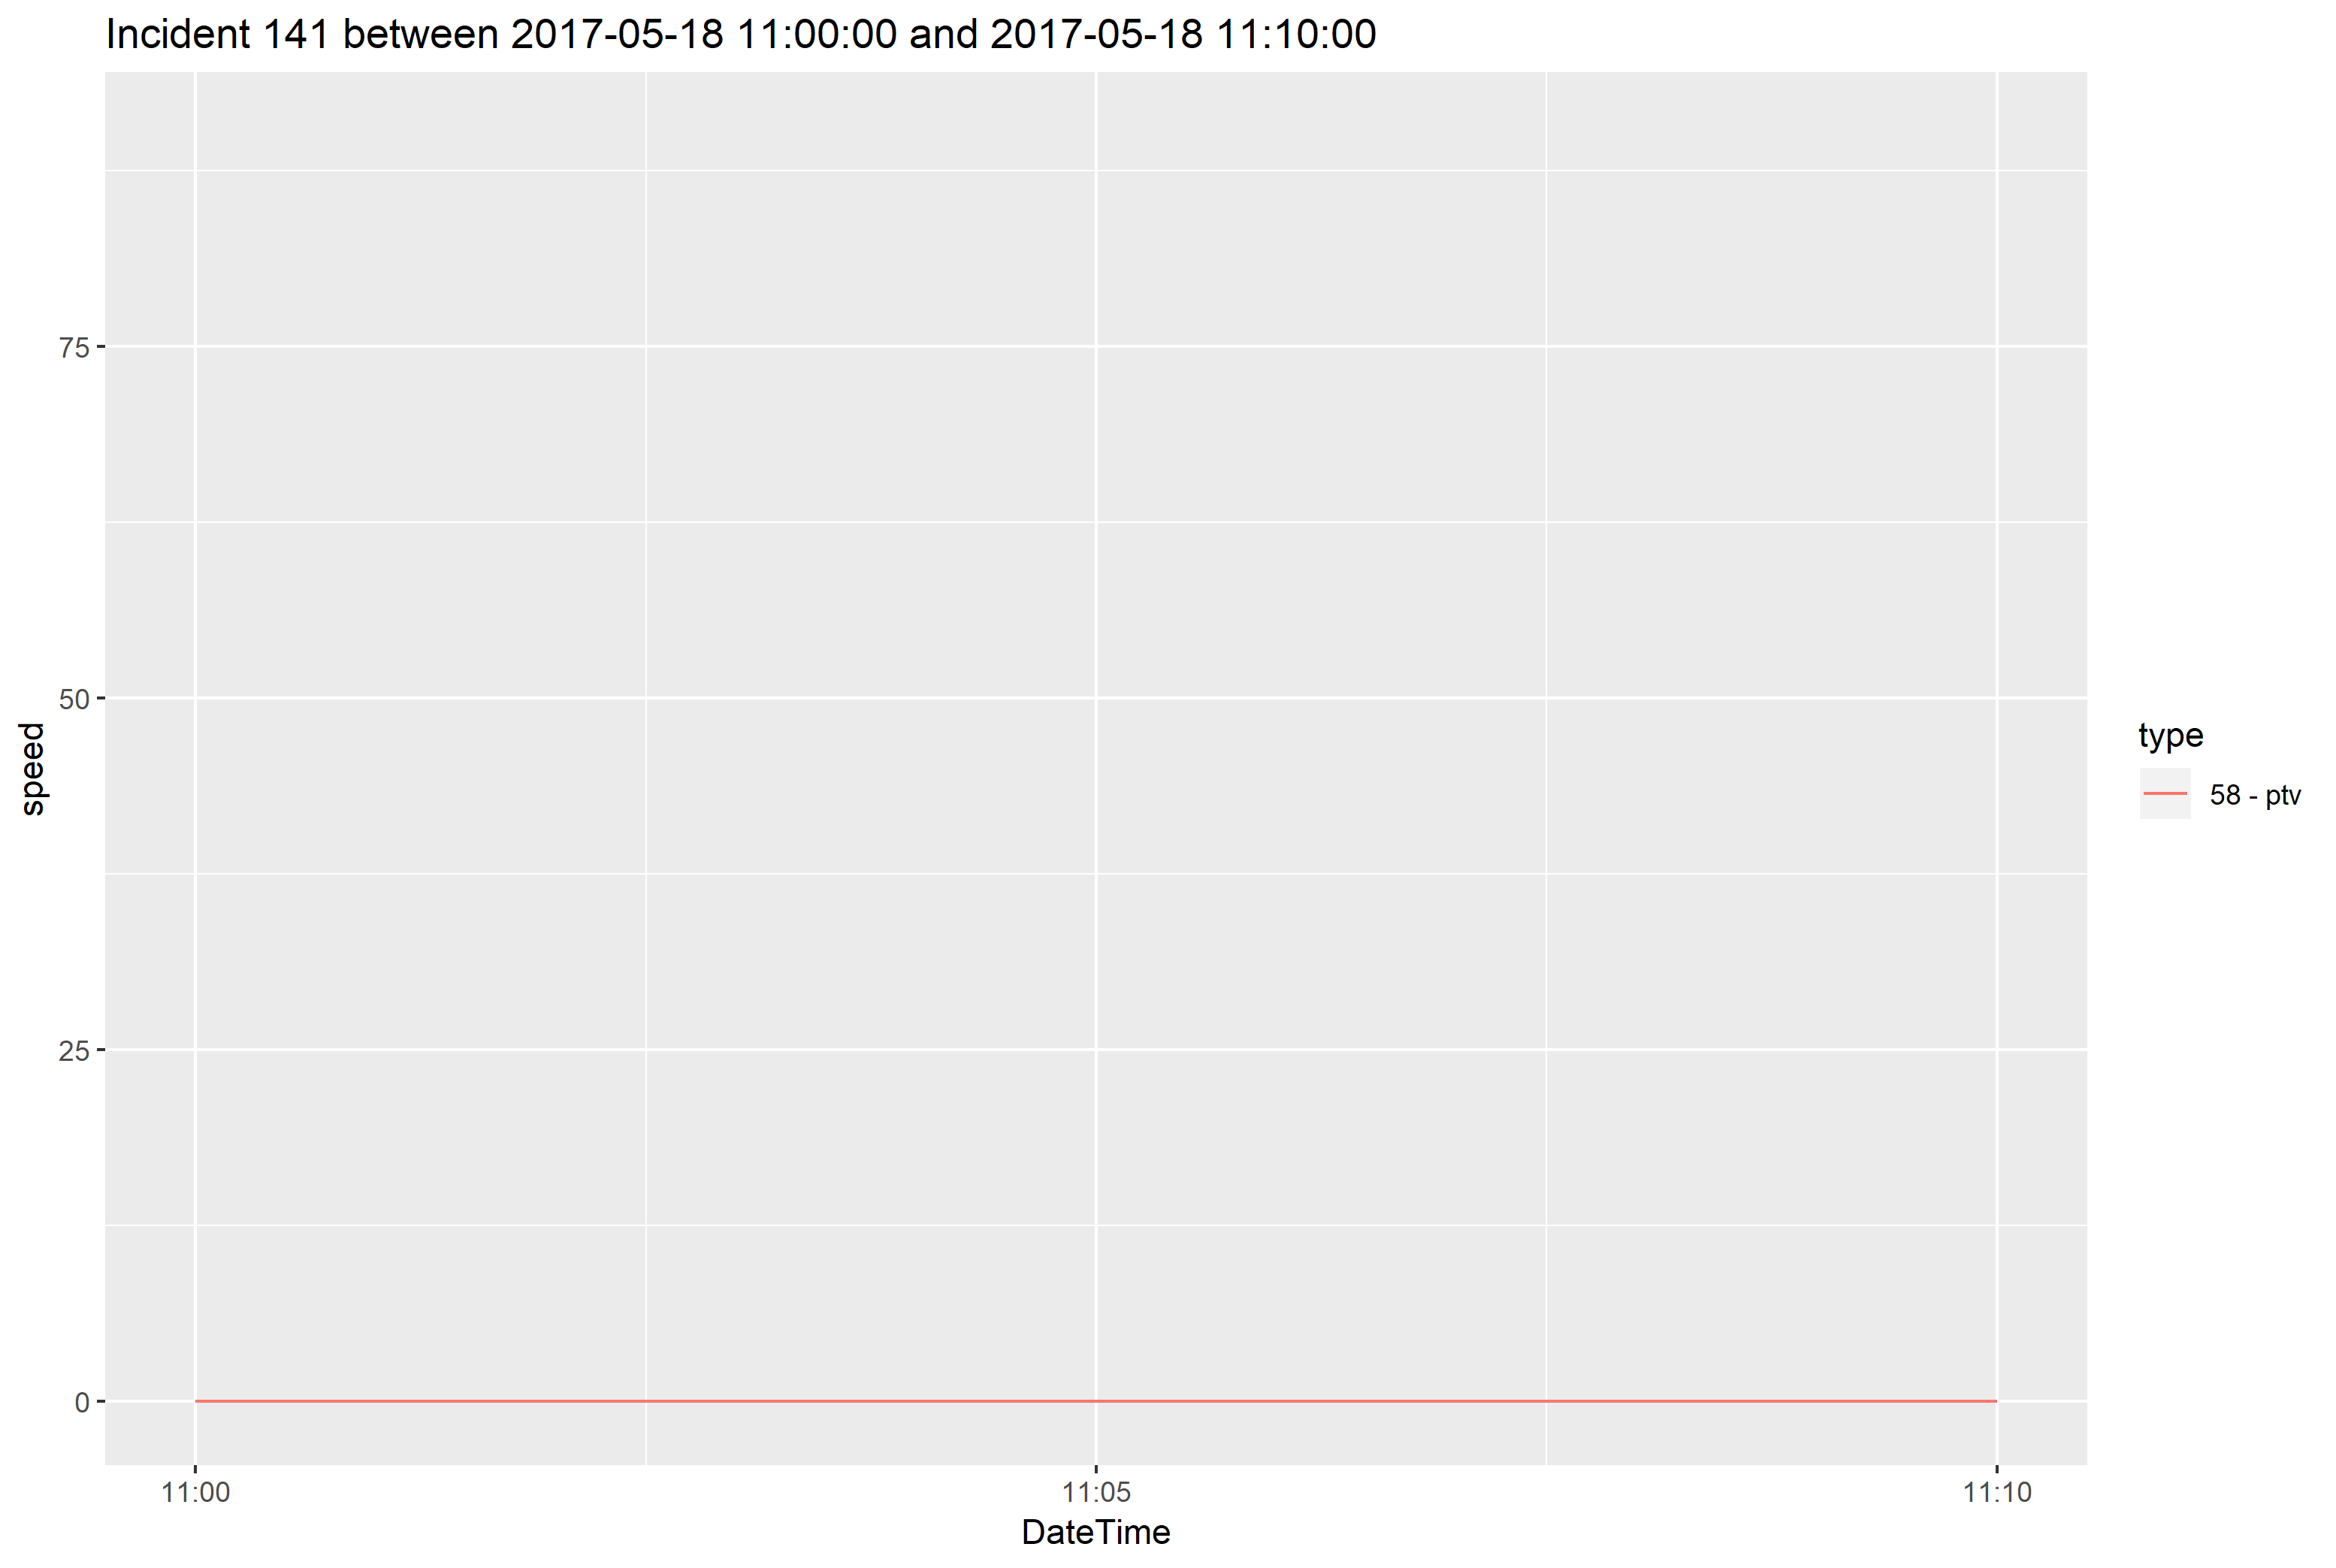 Incident 141 between 2017-05-18 11:00:00 and 2017-05-18 11:10:00
75
50
25
0
speed
11:00
11:05
11:10
DateTime
type
58 - ptv